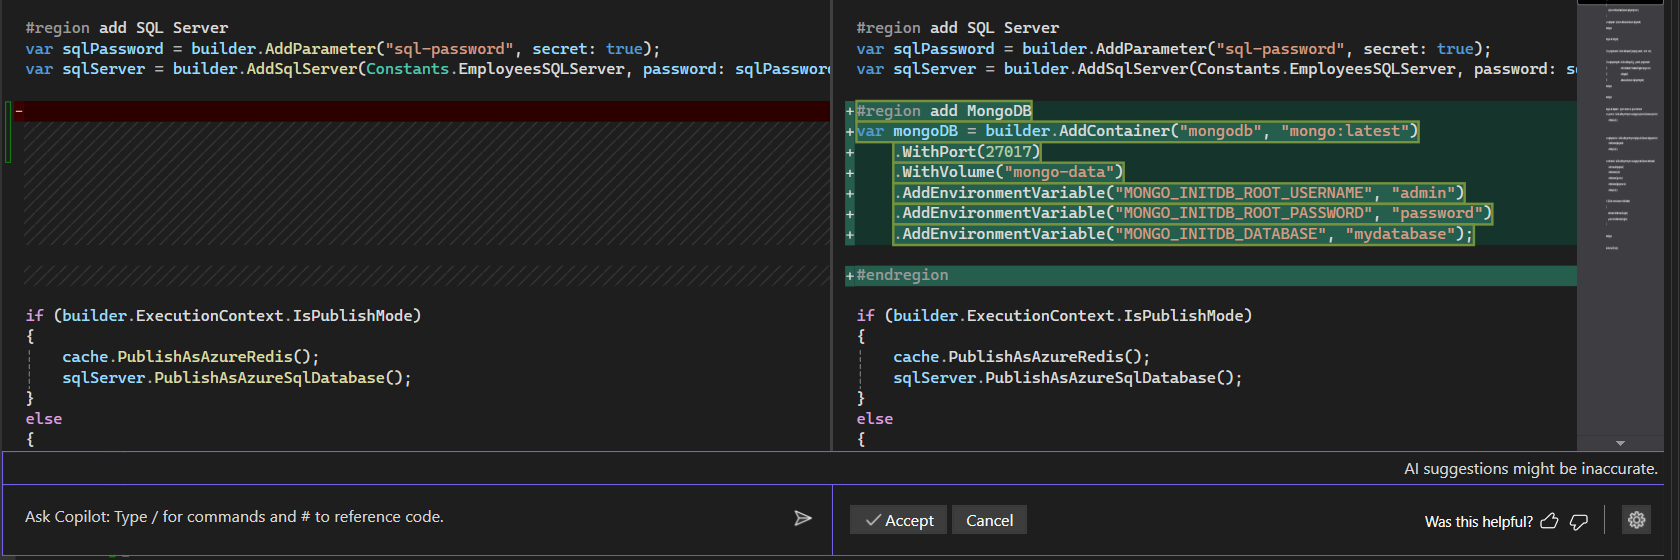 #region add SQL Server
var sqlPassword = builder.AddParameter("sql-password", secret: true);
var sqlServer = builder.AddSqlServer(Constants.EmployeesSQLServer, password: sqlPassword
-
if (builder.ExecutionContext.IsPublishMode)
{
cache.PublishAsAzureRedis();
sqlServer.PublishAsAzureSqlDatabase();
}
else
{
#region add SQL Server
var sqlPassword = builder.AddParameter("sql-password", secret: true);
var sqlServer = builder.AddSqlServer(Constants.EmployeesSQLServer, password: s
+#region add MongoDB
+var mongoDB = builder.AddContainer("mongodb", "mongo:latest")
+ .WithPort(27017)
+ .WithVolume("mongo-data")
+ .AddEnvironmentVariable("MONGO_INITDB_ROOT_USERNAME", "admin")
+ .AddEnvironmentVariable("MONGO_INITDB_ROOT_PASSWORD", "password")
+ .AddEnvironmentVariable("MONGO_INITDB_DATABASE", "mydatabase");
+#endregion
if (builder.ExecutionContext.IsPublishMode)
{
cache.PublishAsAzureRedis();
sqlServer.PublishAsAzureSqlDatabase();
}
else
{
AI suggestions might be inaccurate.
Ask Copilot: Type / for commands and # to reference code.
Accept
Cancel
Was this helpful?